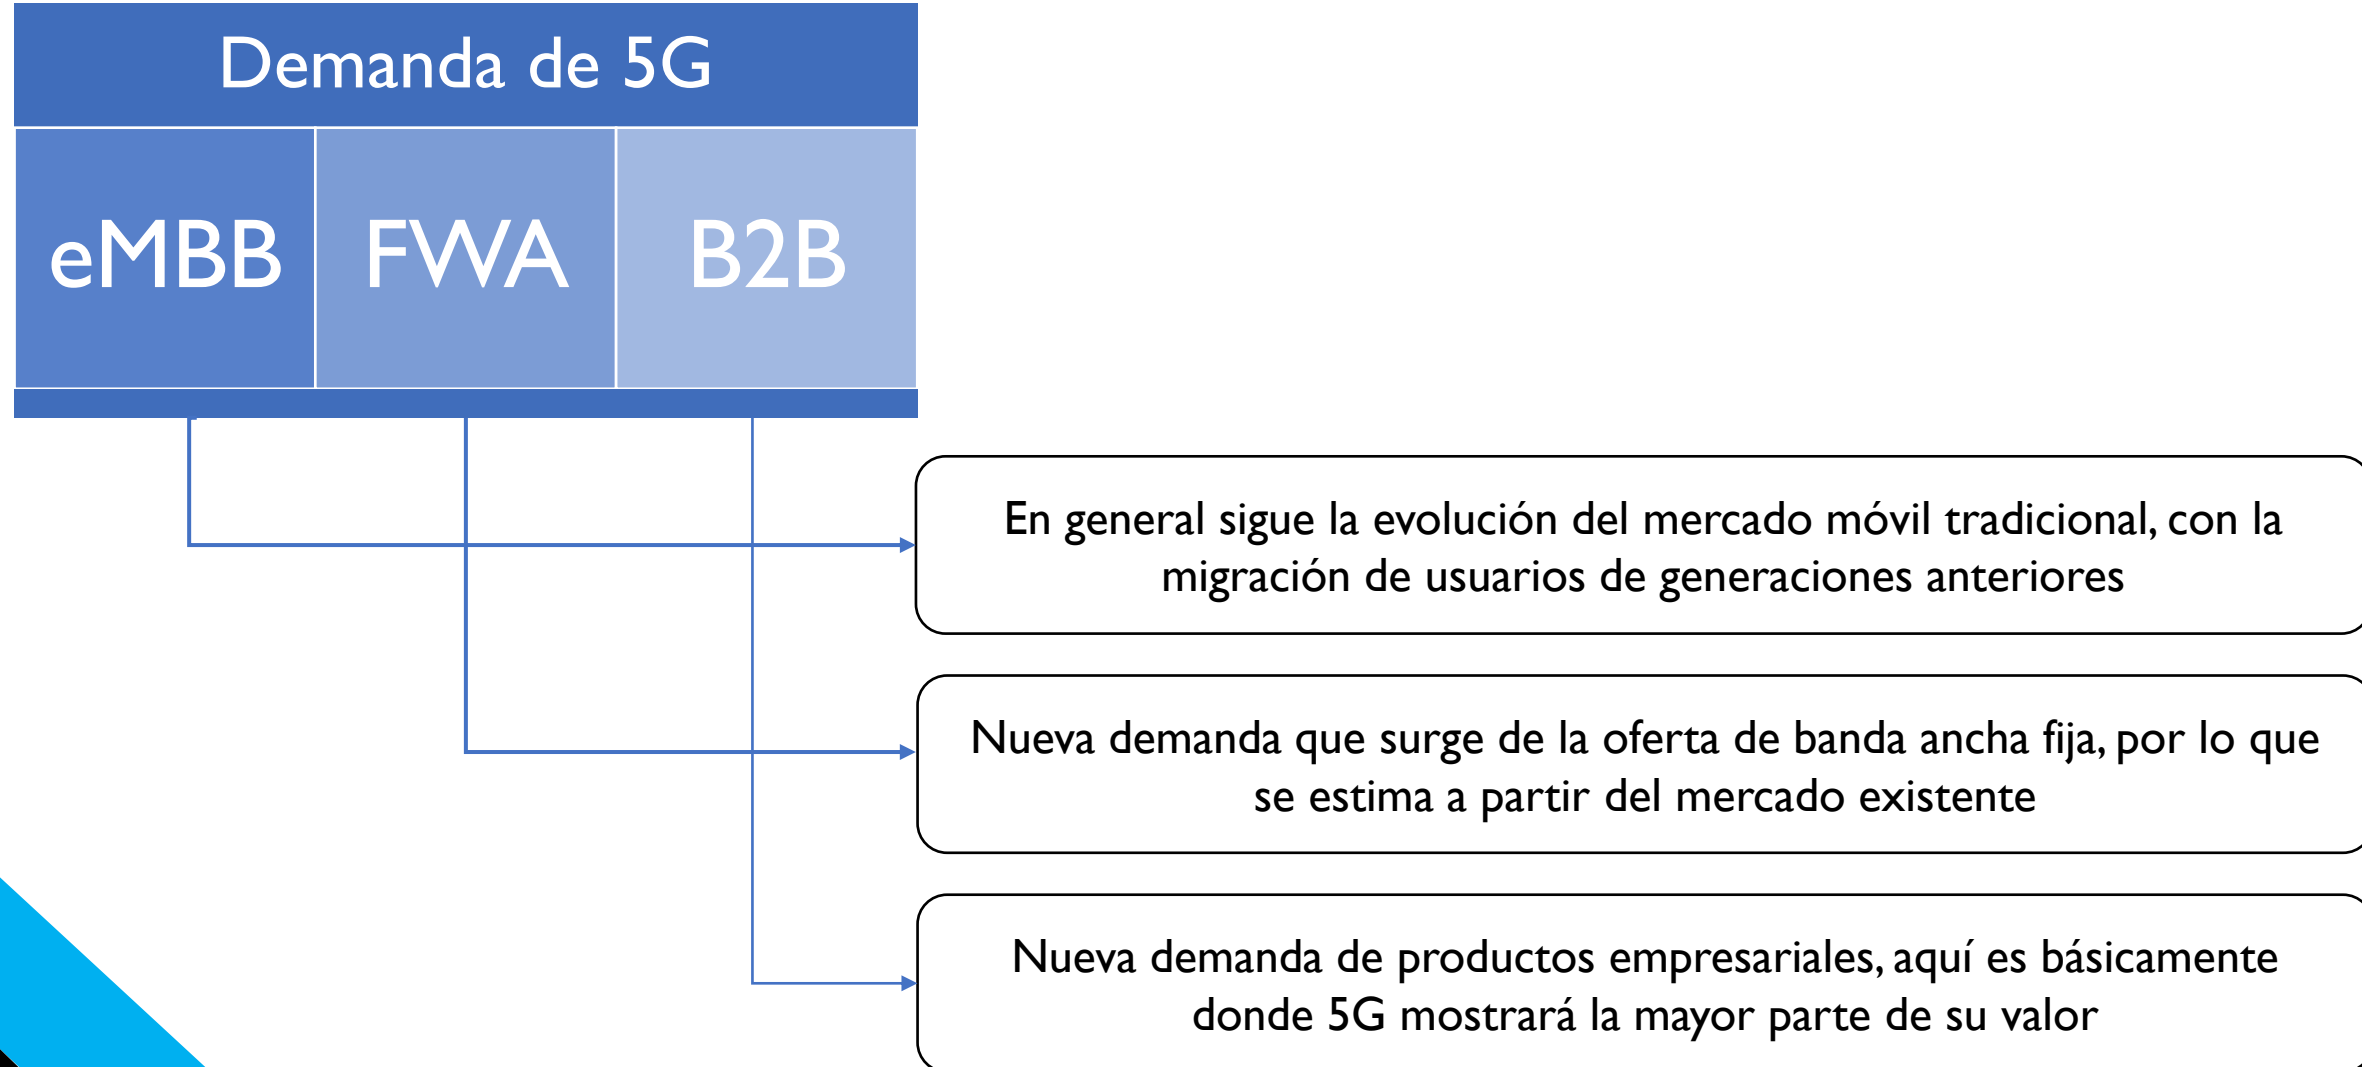 Demanda de 5G
eMBB
FWA
B2B
En general sigue la evolución del mercado móvil tradicional, con la
migración de usuarios de generaciones anteriores
Nueva demanda que surge de la oferta de banda ancha fija, por lo que
se estima a partir del mercado existente
Nueva demanda de productos empresariales, aquí es básicamente
donde 5G mostrará la mayor parte de su valor